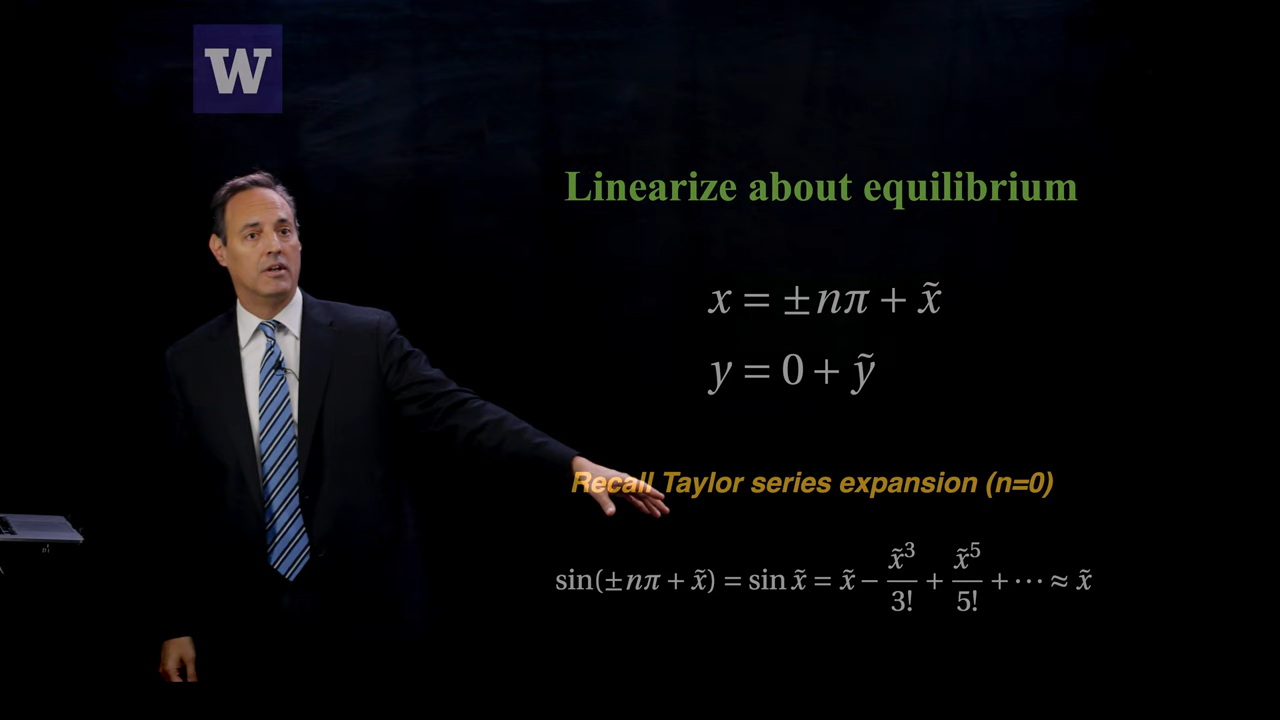 W
Linearize about equilibrium
x = ±nπ + x̃
y = 0 + ỹ
Recall Taylor series expansion (n=0)
sin(±nπ + x̃) = sin x̃ = x̃ − x̃³/3! + x̃⁵/5! + ⋯ ≈ x̃